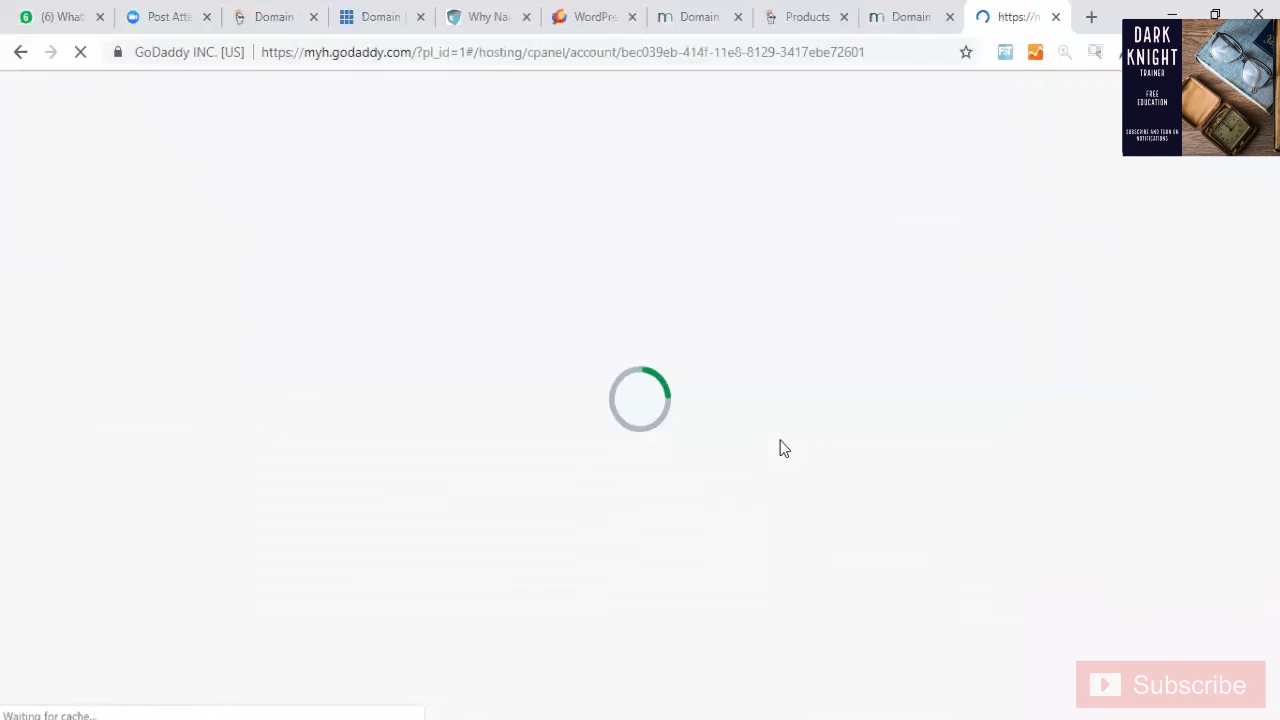 (6) What
Post Atte
Domain
Domain
Why Na
WordPre
Domain
Products
Domain
https://n
GoDaddy INC. [US]
https://myh.godaddy.com/?pl_id=1#/hosting/cpanel/account/bec039eb-414f-11e8-8129-3417ebe72601
DARK
KNIGHT
TRAINER
FREE
EDUCATION
SUBSCRIBE AND TURN ON
NOTIFICATIONS
Subscribe
Waiting for cache...